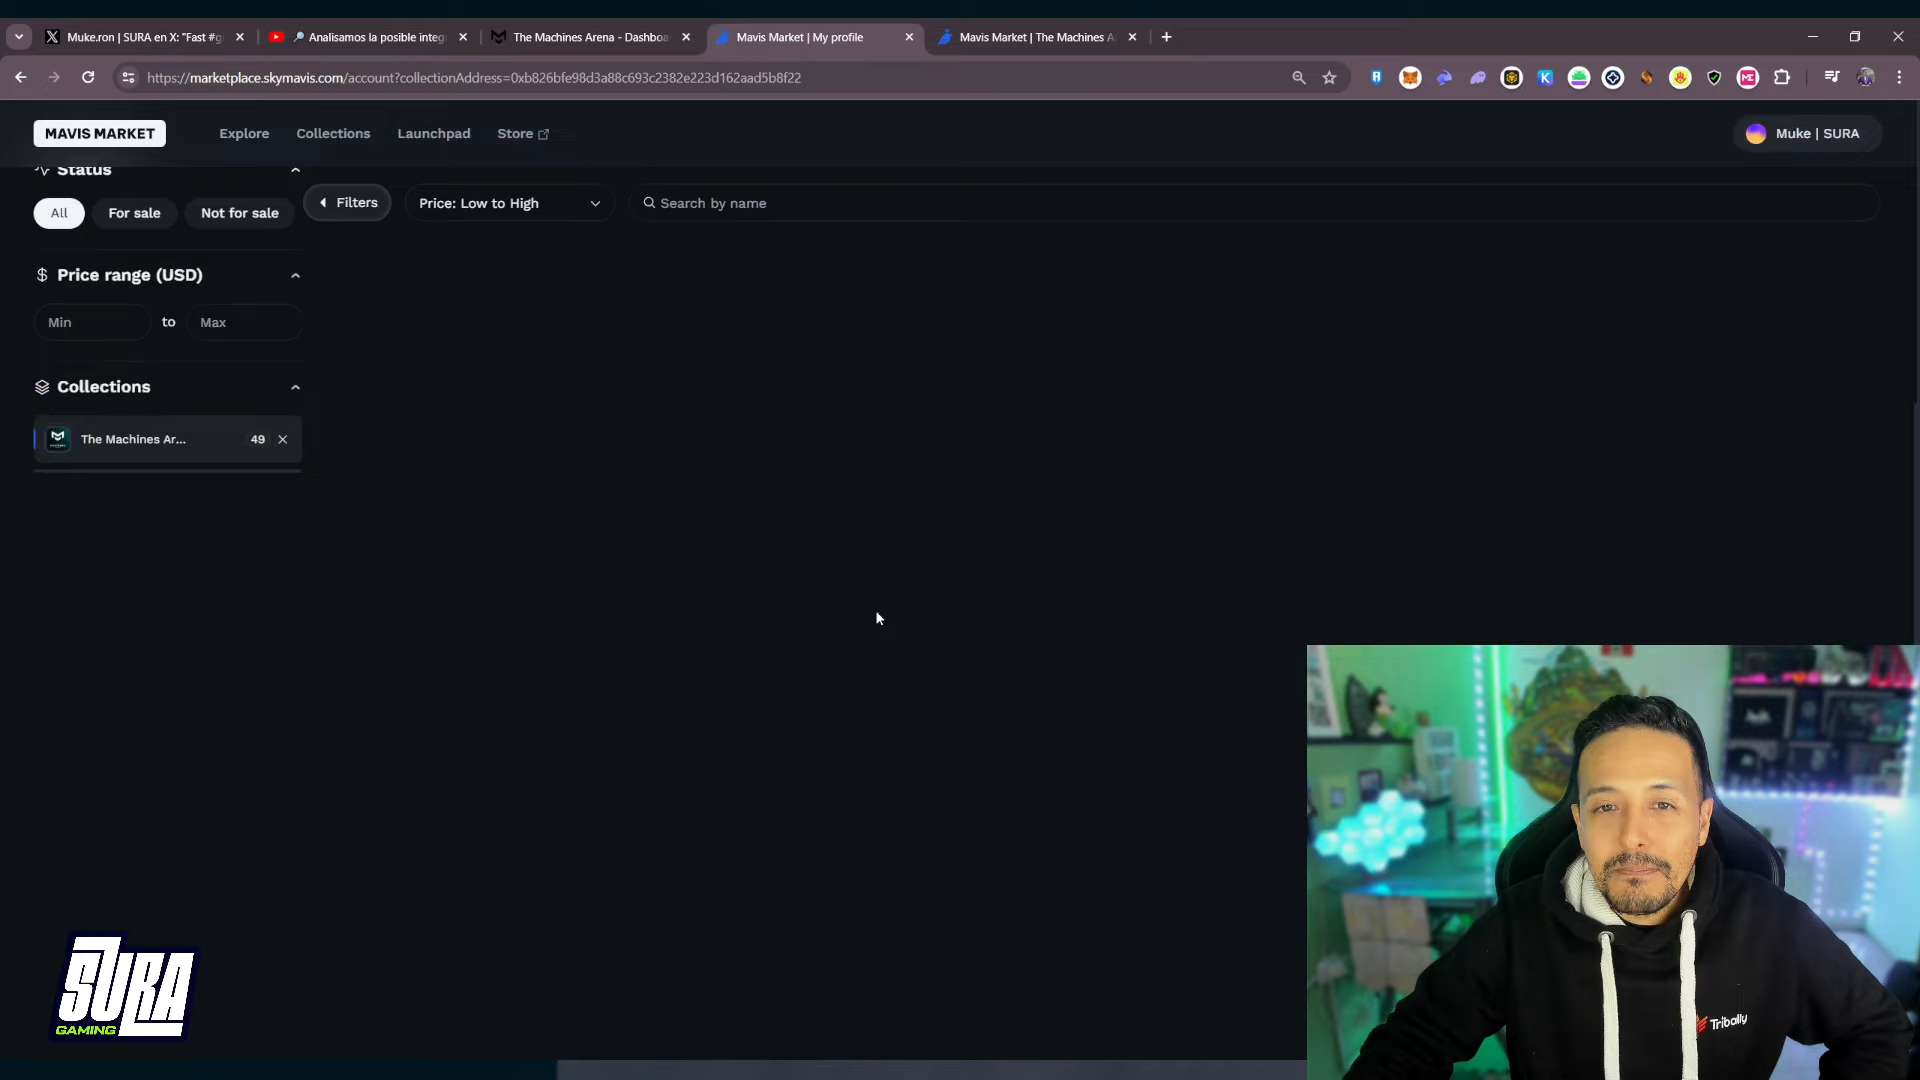 Muke.ron | SURA en X: "Fast #g
Analisamos la posible integ
The Machines Arena - Dashboa
Mavis Market | My profile
Mavis Market | The Machines A
https://marketplace.skymavis.com/account?collectionAddress=0xb826bfe98d3a88c693c2382e223d162aad5b8f22
MAVIS MARKET
Explore
Collections
Launchpad
Store
Muke | SURA
Status
All
For sale
Not for sale
Filters
Price: Low to High
Search by name
Price range (USD)
Min
to
Max
Collections
The Machines Ar...
49
SURA
GAMING
Tribally